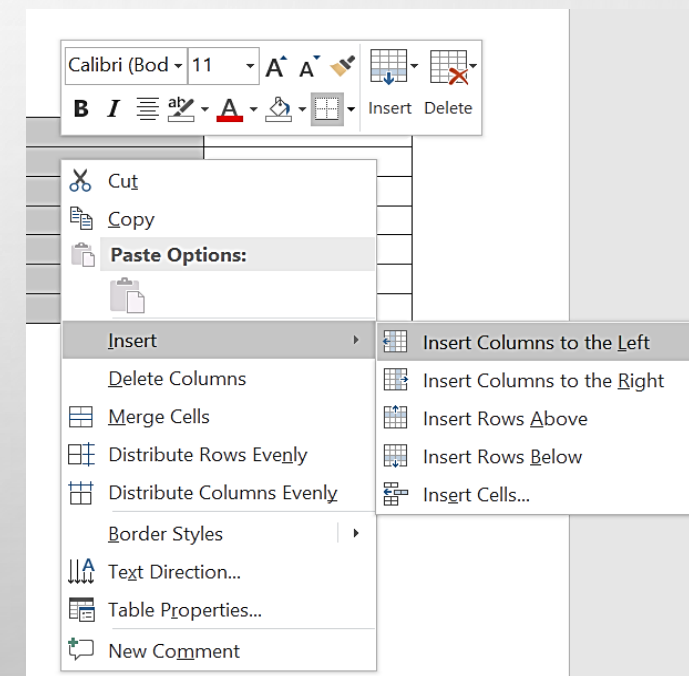 Calibri (Bod 11 A A
B I ab A Insert Delete
Cut
Copy
Paste Options:
Insert
Delete Columns
Merge Cells
Distribute Rows Evenly
Distribute Columns Evenly
Border Styles
Text Direction...
Table Properties...
New Comment
Insert Columns to the Left
Insert Columns to the Right
Insert Rows Above
Insert Rows Below
Insert Cells...